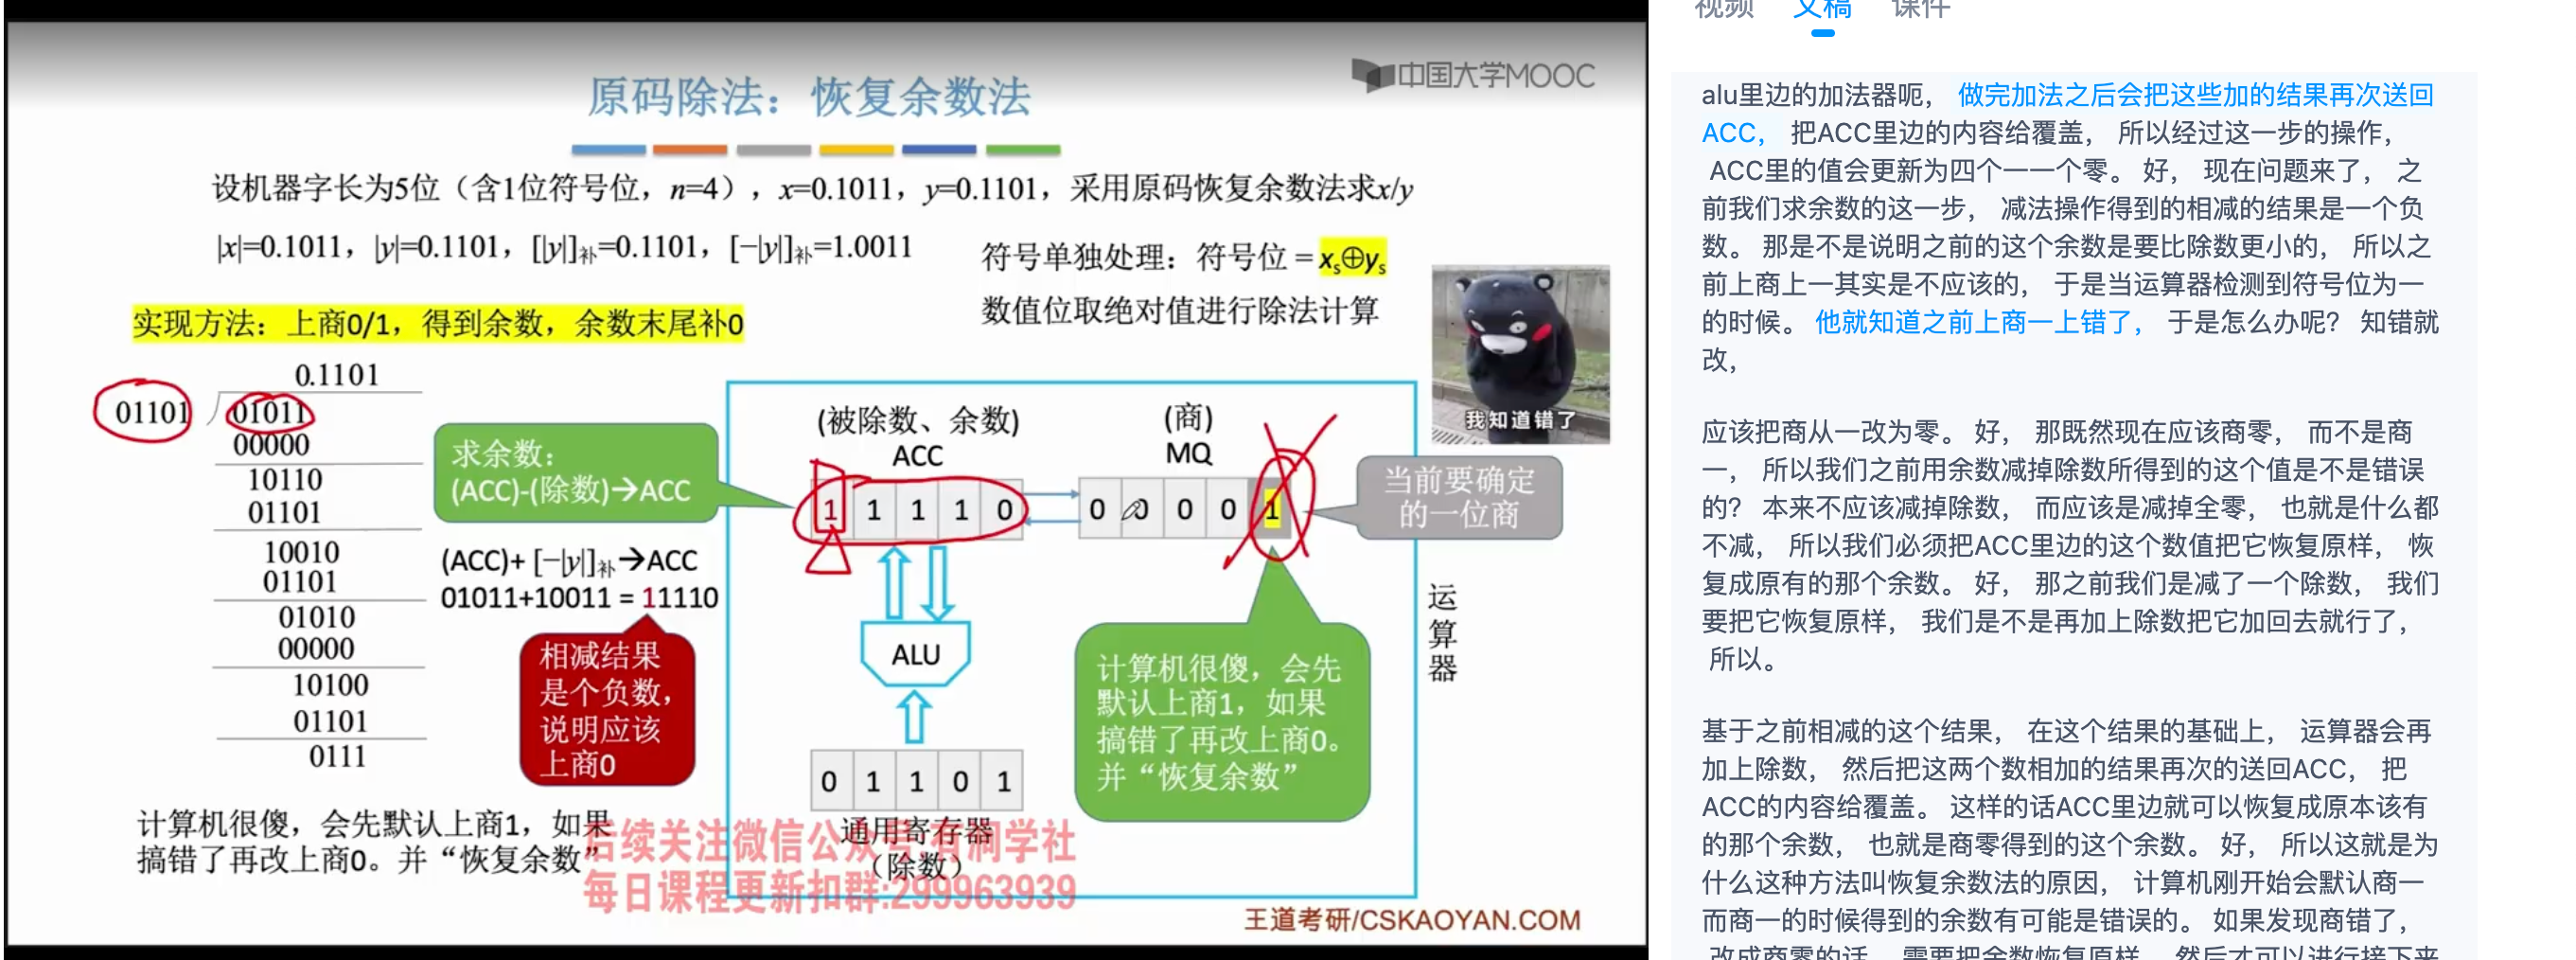 中国大学MOOC
原码除法：恢复余数法
设机器字长为5位（含1位符号位，n=4），x=0.1011，y=0.1101，采用原码恢复余数法求x/y
|x|=0.1011，|y|=0.1101，[|y|]补=0.1101，[−|y|]补=1.0011
符号单独处理：符号位 = xs⊕ys
数值位取绝对值进行除法计算
实现方法：上商0/1，得到余数，余数末尾补0
我知道错了
0.1101
01101
01011
00000
10110
01101
10010
01101
01010
00000
10100
01101
0111
求余数：
(ACC)-(除数)→ACC
(ACC)+ [−|y|]补→ACC
01011+10011 = 11110
相减结果
是个负数，
说明应该
上商0
(被除数、余数)
ACC
1 1 1 1 0
(商)
MQ
0 0 0 0 1
当前要确定
的一位商
ALU
运
算
器
计算机很傻，会先
默认上商1，如果
搞错了再改上商0。
并“恢复余数”
0 1 1 0 1
通用寄存器
（除数）
计算机很傻，会先默认上商1，如果
搞错了再改上商0。并“恢复余数”
后续关注微信公众号:有洞学社
每日课程更新扣群:299963939
王道考研/CSKAOYAN.COM
视频 文稿 课件
alu里边的加法器呃， 做完加法之后会把这些加的结果再次送回
ACC， 把ACC里边的内容给覆盖， 所以经过这一步的操作，
ACC里的值会更新为四个一一个零。 好， 现在问题来了， 之
前我们求余数的这一步， 减法操作得到的相减的结果是一个负
数。 那是不是说明之前的这个余数是要比除数更小的， 所以之
前上商上一其实是不应该的， 于是当运算器检测到符号位为一
的时候。 他就知道之前上商一上错了， 于是怎么办呢？ 知错就
改，
应该把商从一改为零。 好， 那既然现在应该商零， 而不是商
一， 所以我们之前用余数减掉除数所得到的这个值是不是错误
的？ 本来不应该减掉除数， 而应该是减掉全零， 也就是什么都
不减， 所以我们必须把ACC里边的这个数值把它恢复原样， 恢
复成原有的那个余数。 好， 那之前我们是减了一个除数， 我们
要把它恢复原样， 我们是不是再加上除数把它加回去就行了，
所以。
基于之前相减的这个结果， 在这个结果的基础上， 运算器会再
加上除数， 然后把这两个数相加的结果再次的送回ACC， 把
ACC的内容给覆盖。 这样的话ACC里边就可以恢复成原本该有
的那个余数， 也就是商零得到的这个余数。 好， 所以这就是为
什么这种方法叫恢复余数法的原因， 计算机刚开始会默认商一
而商一的时候得到的余数有可能是错误的。 如果发现商错了，
改成商零的话， 需要把余数恢复原样， 然后才可以进行接下来